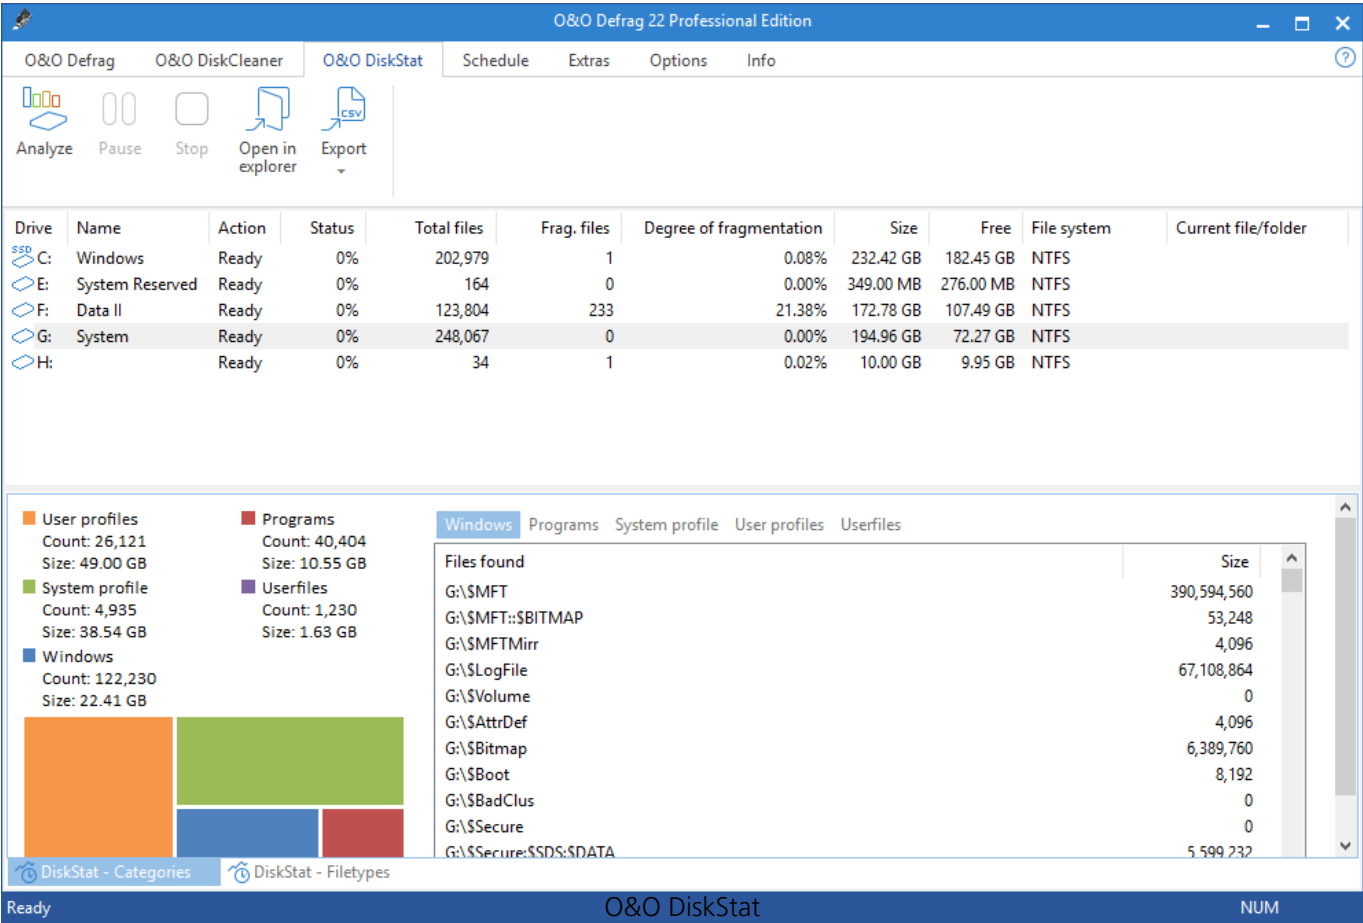 O&O Defrag 22 Professional Edition
O&O Defrag O&O DiskCleaner O&O DiskStat Schedule Extras Options Info ?
CSV
Analyze Pause Stop Open in explorer Export
Drive Name Action Status Total files Frag. files Degree of fragmentation Size Free File system Current file/folder
SSD C: Windows Ready 0% 202,979 1 0.08% 232.42 GB 182.45 GB NTFS
E: System Reserved Ready 0% 164 0 0.00% 349.00 MB 276.00 MB NTFS
F: Data II Ready 0% 123,804 233 21.38% 172.78 GB 107.49 GB NTFS
G: System Ready 0% 248,067 0 0.00% 194.96 GB 72.27 GB NTFS
H: Ready 0% 34 1 0.02% 10.00 GB 9.95 GB NTFS
User profiles
Count: 26,121
Size: 49.00 GB
System profile
Count: 4,935
Size: 38.54 GB
Windows
Count: 122,230
Size: 22.41 GB
Programs
Count: 40,404
Size: 10.55 GB
Userfiles
Count: 1,230
Size: 1.63 GB
Windows Programs System profile User profiles Userfiles
Files found Size
G:\$MFT 390,594,560
G:\$MFT::$BITMAP 53,248
G:\$MFTMirr 4,096
G:\$LogFile 67,108,864
G:\$Volume 0
G:\$AttrDef 4,096
G:\$Bitmap 6,389,760
G:\$Boot 8,192
G:\$BadClus 0
G:\$Secure 0
G:\$Secure:$SDS:$DATA 5,599,232
DiskStat - Categories DiskStat - Filetypes
Ready O&O DiskStat NUM